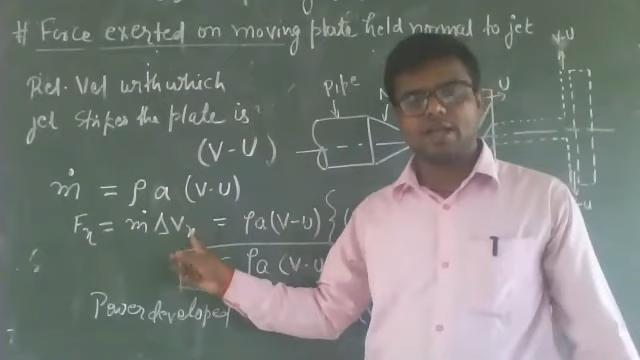 # Force exerted on moving plate held normal to jet
Rel. Vel with which
jet strikes the plate is
(V-U)
ṁ = ρ a (V-U)
Fx = ṁ ΔVx = ρa(V-U) {(
= ρa (V-U
Power developed
pipe
U
V-U
-U